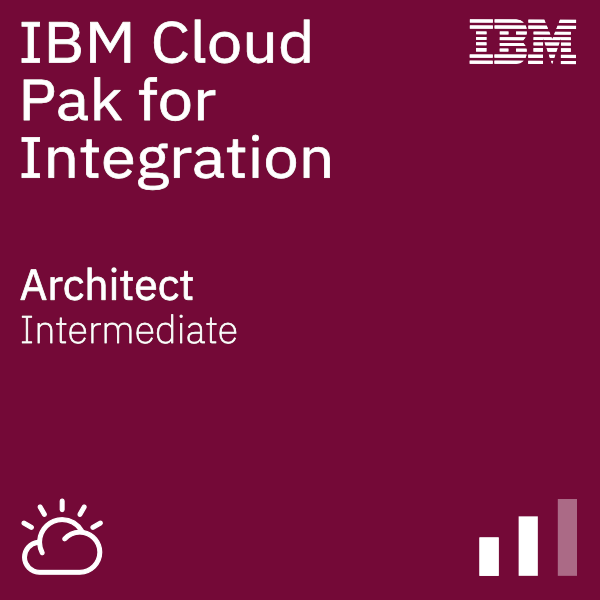 IBM Cloud
IBM
Pak for
Integration
Architect
Intermediate